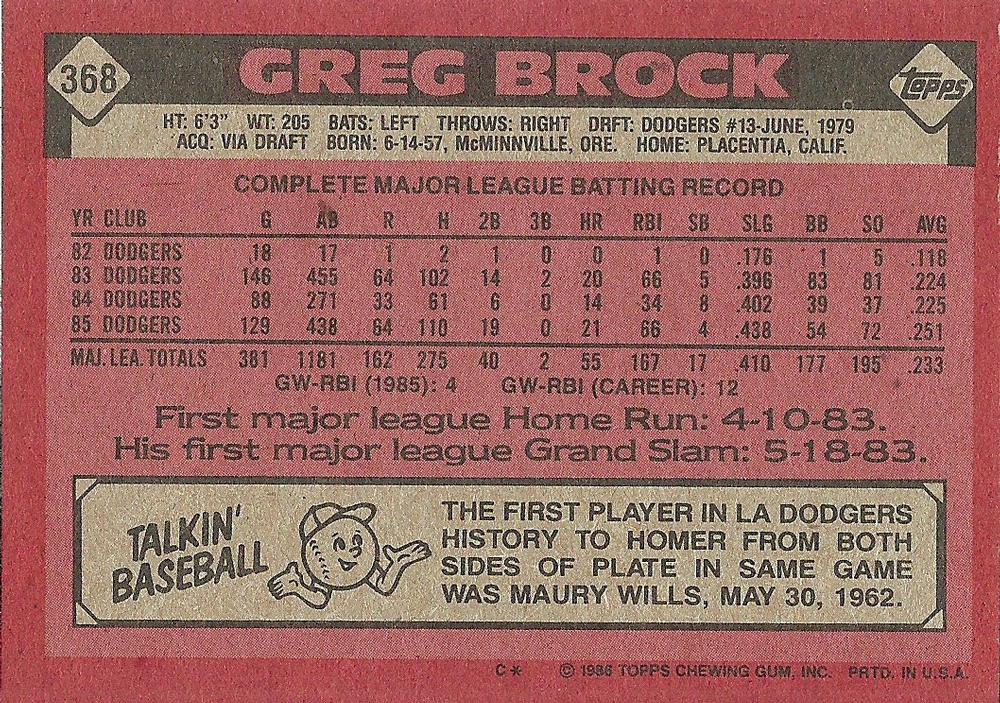 368
GREG BROCK
TOPPS
HT: 6'3" WT: 205 BATS: LEFT THROWS: RIGHT DRFT: DODGERS #13-JUNE, 1979
ACQ: VIA DRAFT BORN: 6-14-57, McMINNVILLE, ORE. HOME: PLACENTIA, CALIF.
COMPLETE MAJOR LEAGUE BATTING RECORD
YR CLUB G AB R H 2B 3B HR RBI SB SLG BB SO AVG
82 DODGERS 18 17 1 2 1 0 0 1 0 .176 1 5 .118
83 DODGERS 146 455 64 102 14 2 20 66 5 .396 83 81 .224
84 DODGERS 88 271 33 61 6 0 14 34 8 .402 39 37 .225
85 DODGERS 129 438 64 110 19 0 21 66 4 .438 54 72 .251
MAJ. LEA. TOTALS 381 1181 162 275 40 2 55 167 17 .410 177 195 .233
GW-RBI (1985): 4 GW-RBI (CAREER): 12
First major league Home Run: 4-10-83.
His first major league Grand Slam: 5-18-83.
TALKIN'
BASEBALL
THE FIRST PLAYER IN LA DODGERS
HISTORY TO HOMER FROM BOTH
SIDES OF PLATE IN SAME GAME
WAS MAURY WILLS, MAY 30, 1962.
C* © 1986 TOPPS CHEWING GUM, INC. PRTD. IN U.S.A.